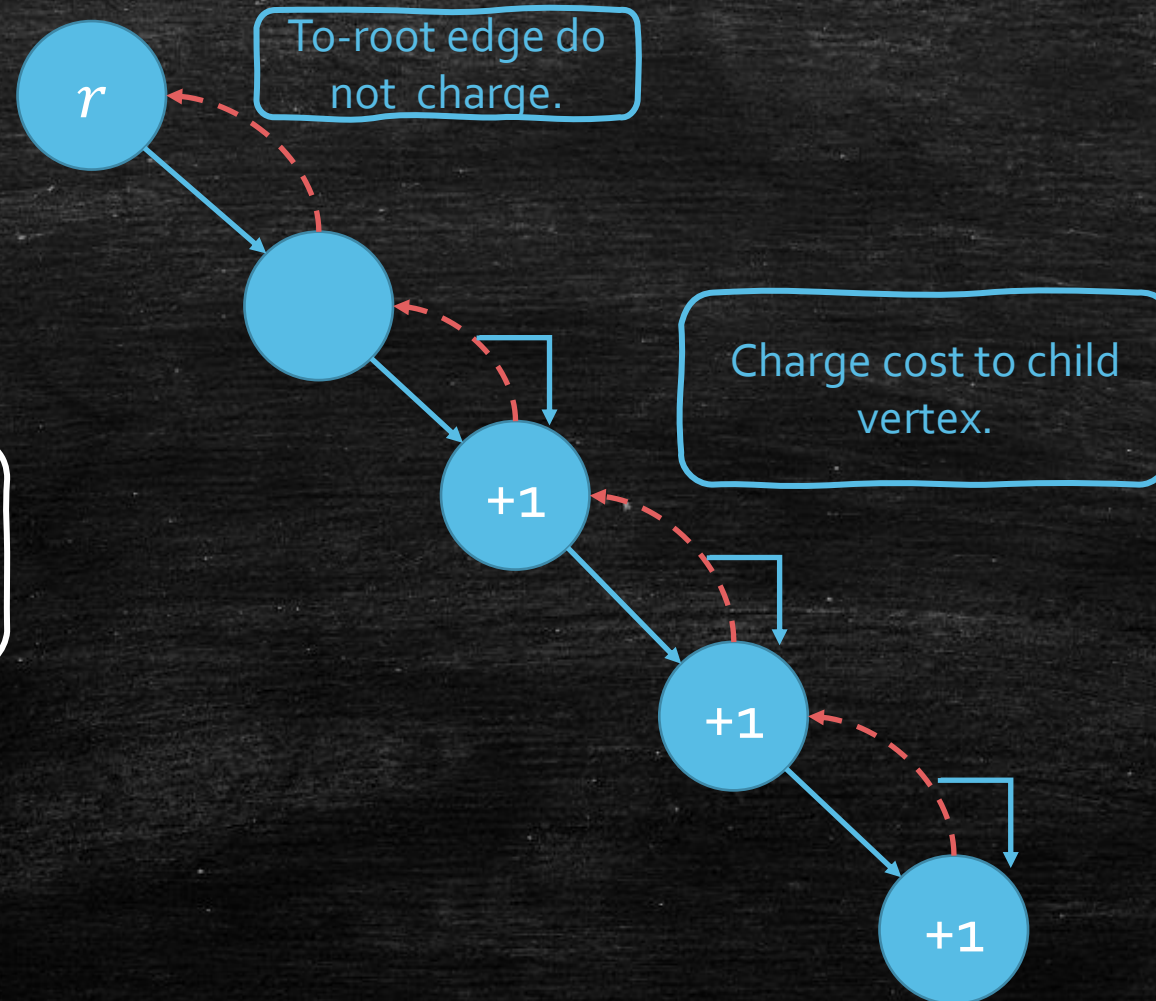 To-root edge do
not charge.
r
Charge cost to child
vertex.
+1
+1
+1